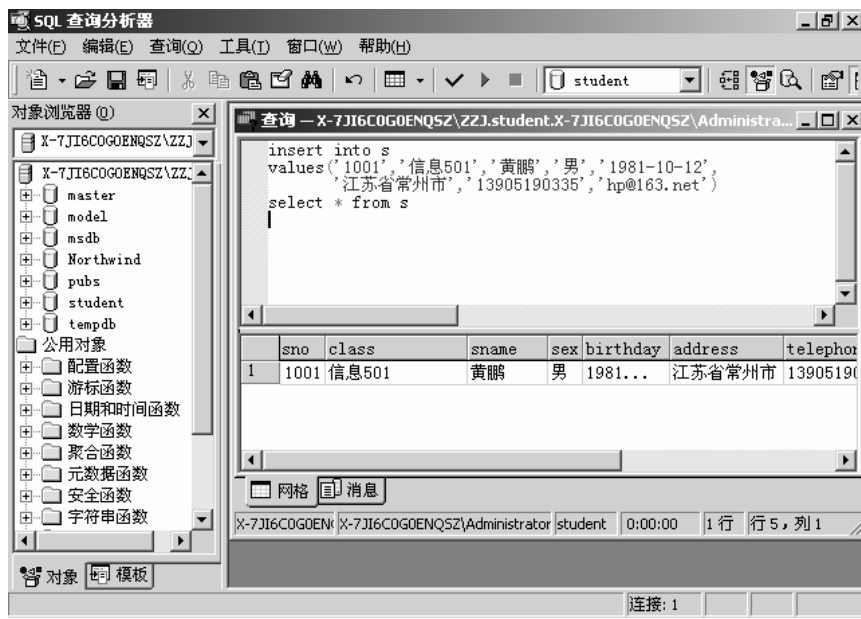 SQL 查询分析器
文件(F) 编辑(E) 查询(Q) 工具(T) 窗口(W) 帮助(H)
student
对象浏览器(O)
X-7JI6C0G0ENQSZ\ZZJ
X-7JI6C0G0ENQSZ\ZZJ
master
model
msdb
Northwind
pubs
student
tempdb
公用对象
配置函数
游标函数
日期和时间函数
数学函数
聚合函数
元数据函数
安全函数
字符串函数
对象 模板
查询 — X-7JI6C0G0ENQSZ\ZZJ.student.X-7JI6C0G0ENQSZ\Administra...
insert into s
values('1001','信息501','黄鹏','男','1981-10-12',
'江苏省常州市','13905190335','hp@163.net')
select * from s
sno class sname sex birthday address telephon
1 1001 信息501 黄鹏 男 1981... 江苏省常州市 1390519(
网格 消息
X-7JI6C0G0EN( X-7JI6C0G0ENQSZ\Administrator student 0:00:00 1 行 行 5，列 1
连接: 1